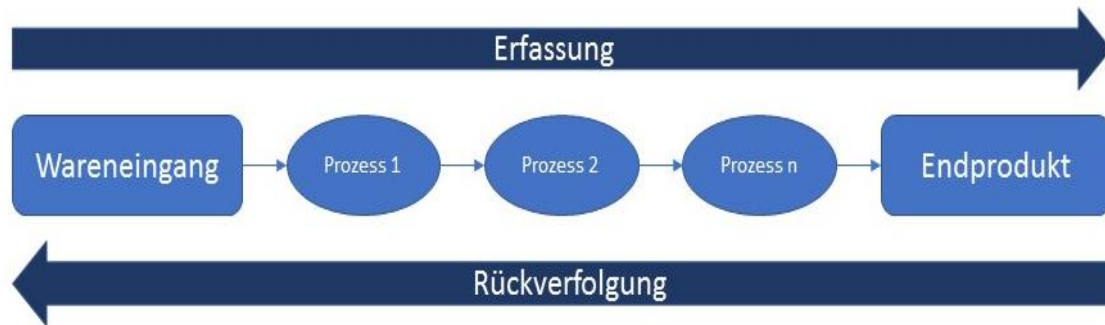 Erfassung
Wareneingang
Prozess 1
Prozess 2
Prozess n
Endprodukt
Rückverfolgung